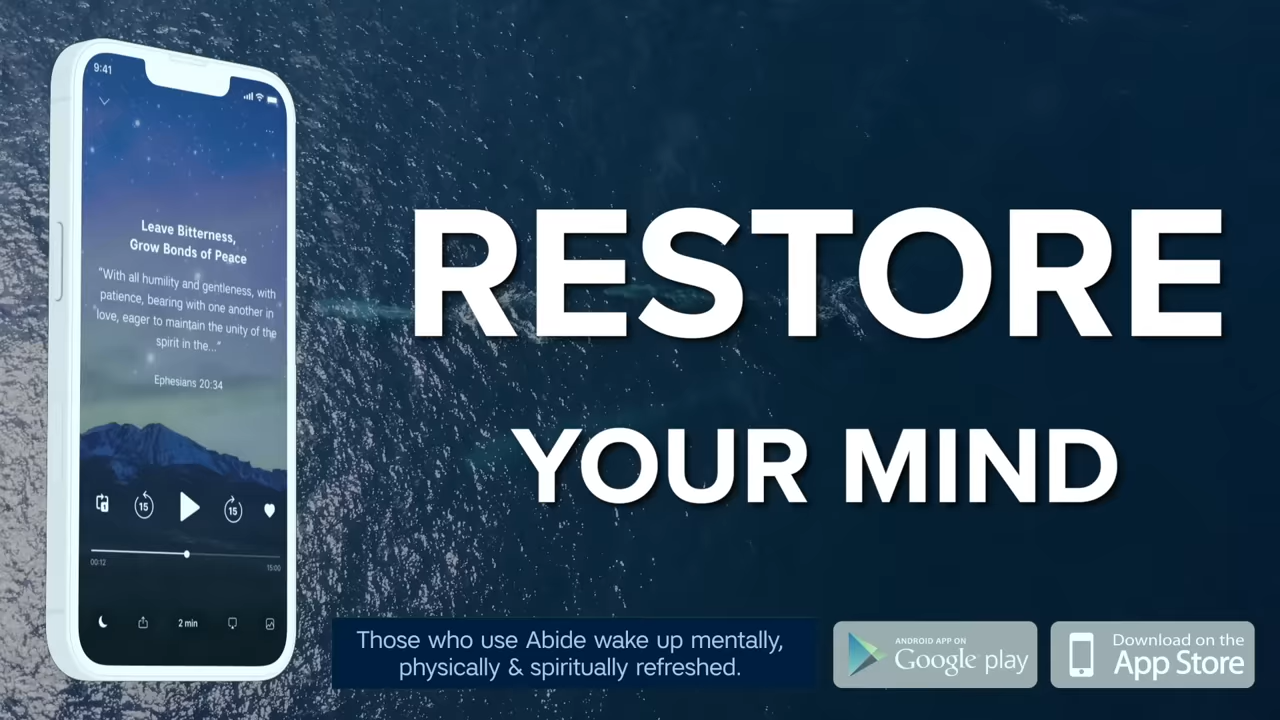 9:41
Leave Bitterness,
Grow Bonds of Peace
"With all humility and gentleness, with
patience, bearing with one another in
love, eager to maintain the unity of the
spirit in the..."
Ephesians 20:34
15
15
00:12
15:00
2 min
RESTORE
YOUR MIND
Those who use Abide wake up mentally,
physically & spiritually refreshed.
ANDROID APP ON
Google play
Download on the
App Store